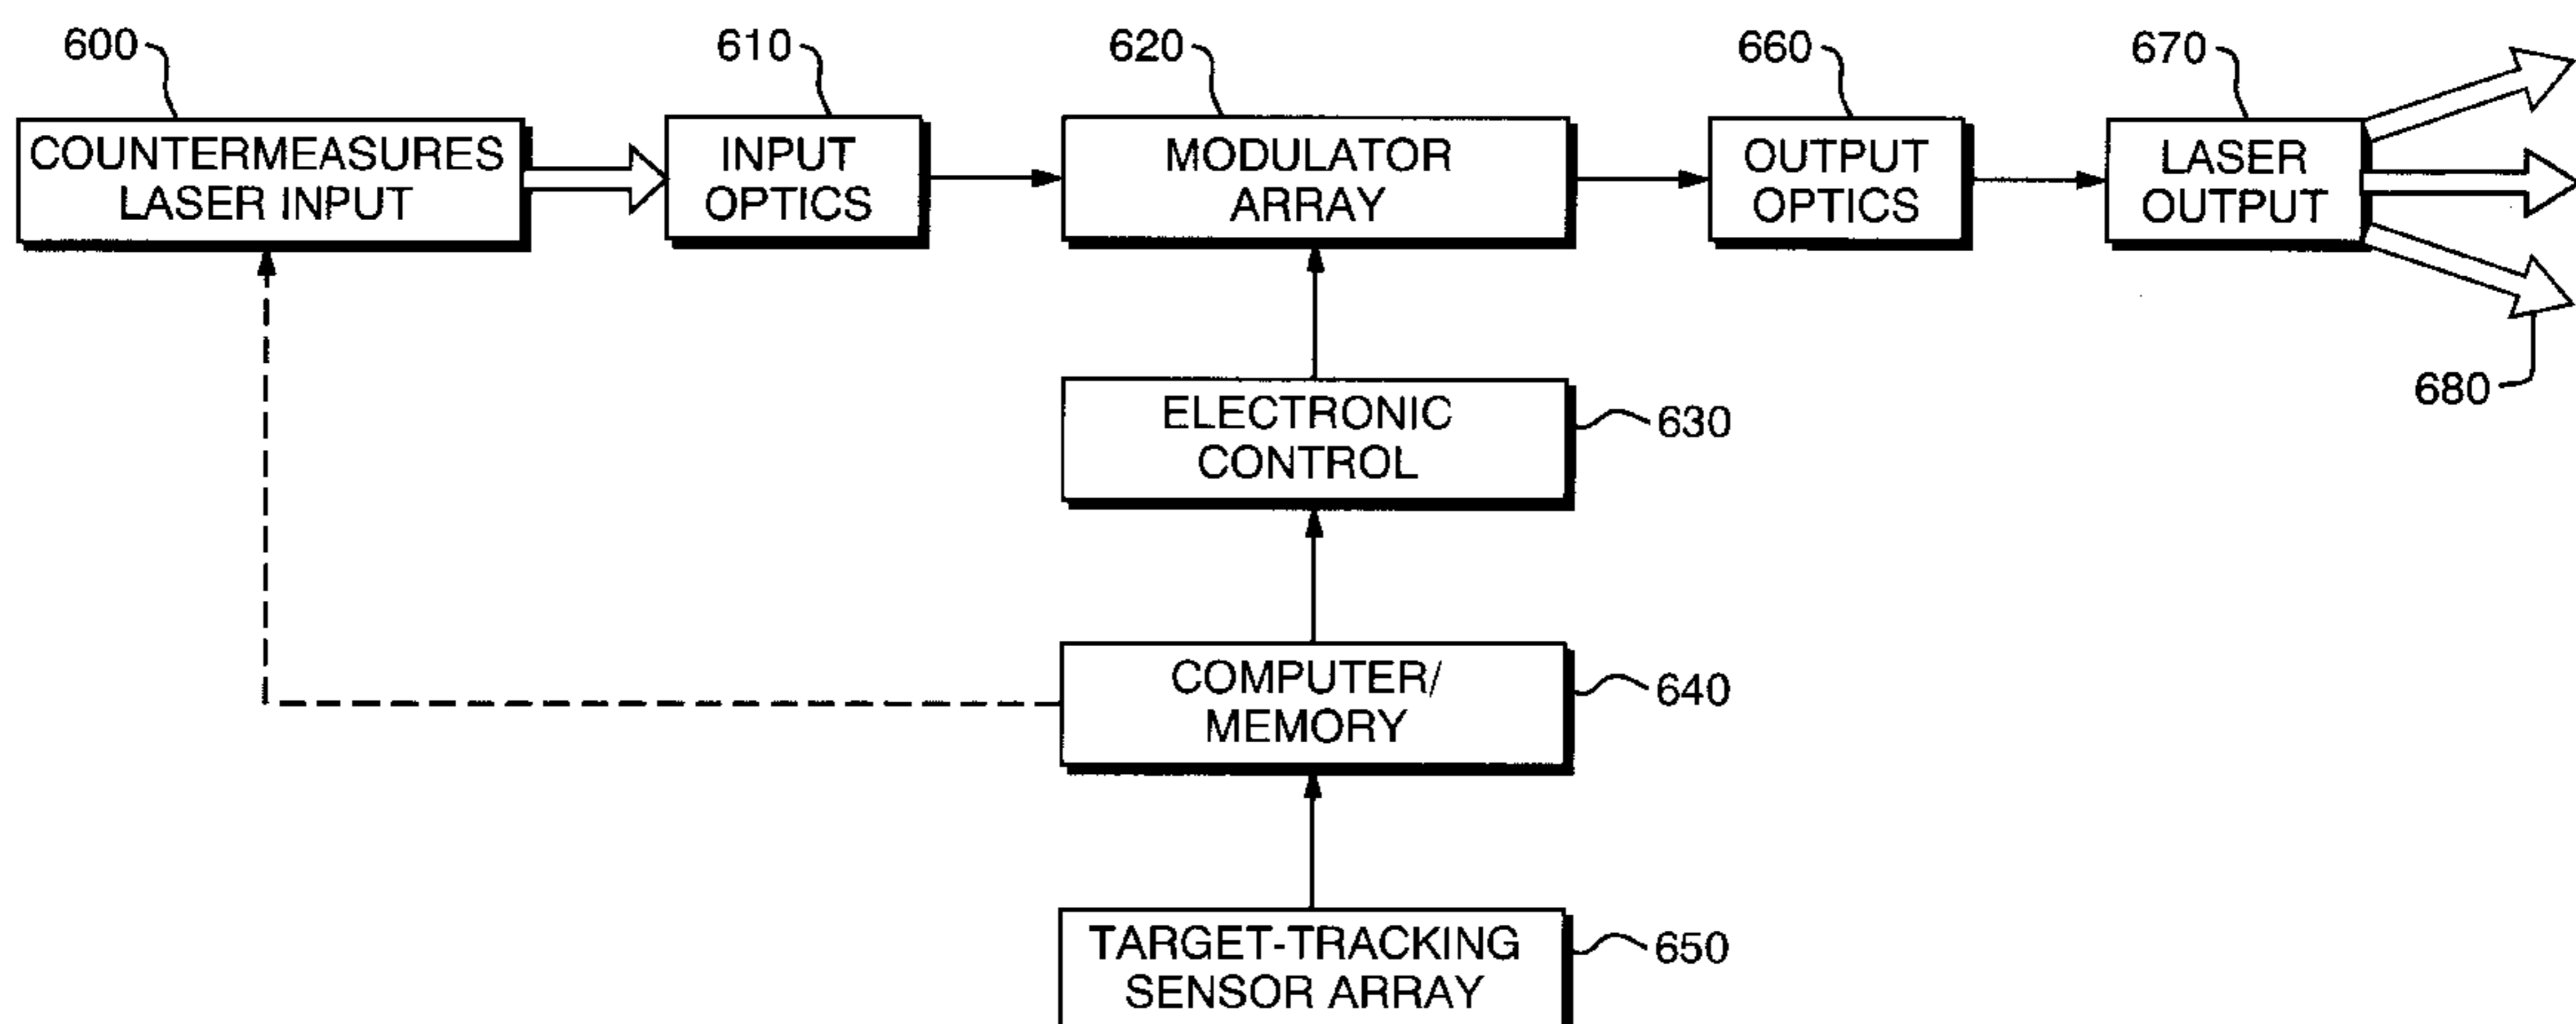 600
610
620
660
670
COUNTERMEASURES
LASER INPUT
INPUT
OPTICS
MODULATOR
ARRAY
OUTPUT
OPTICS
LASER
OUTPUT
680
ELECTRONIC
CONTROL
630
COMPUTER/
MEMORY
640
TARGET-TRACKING
SENSOR ARRAY
650